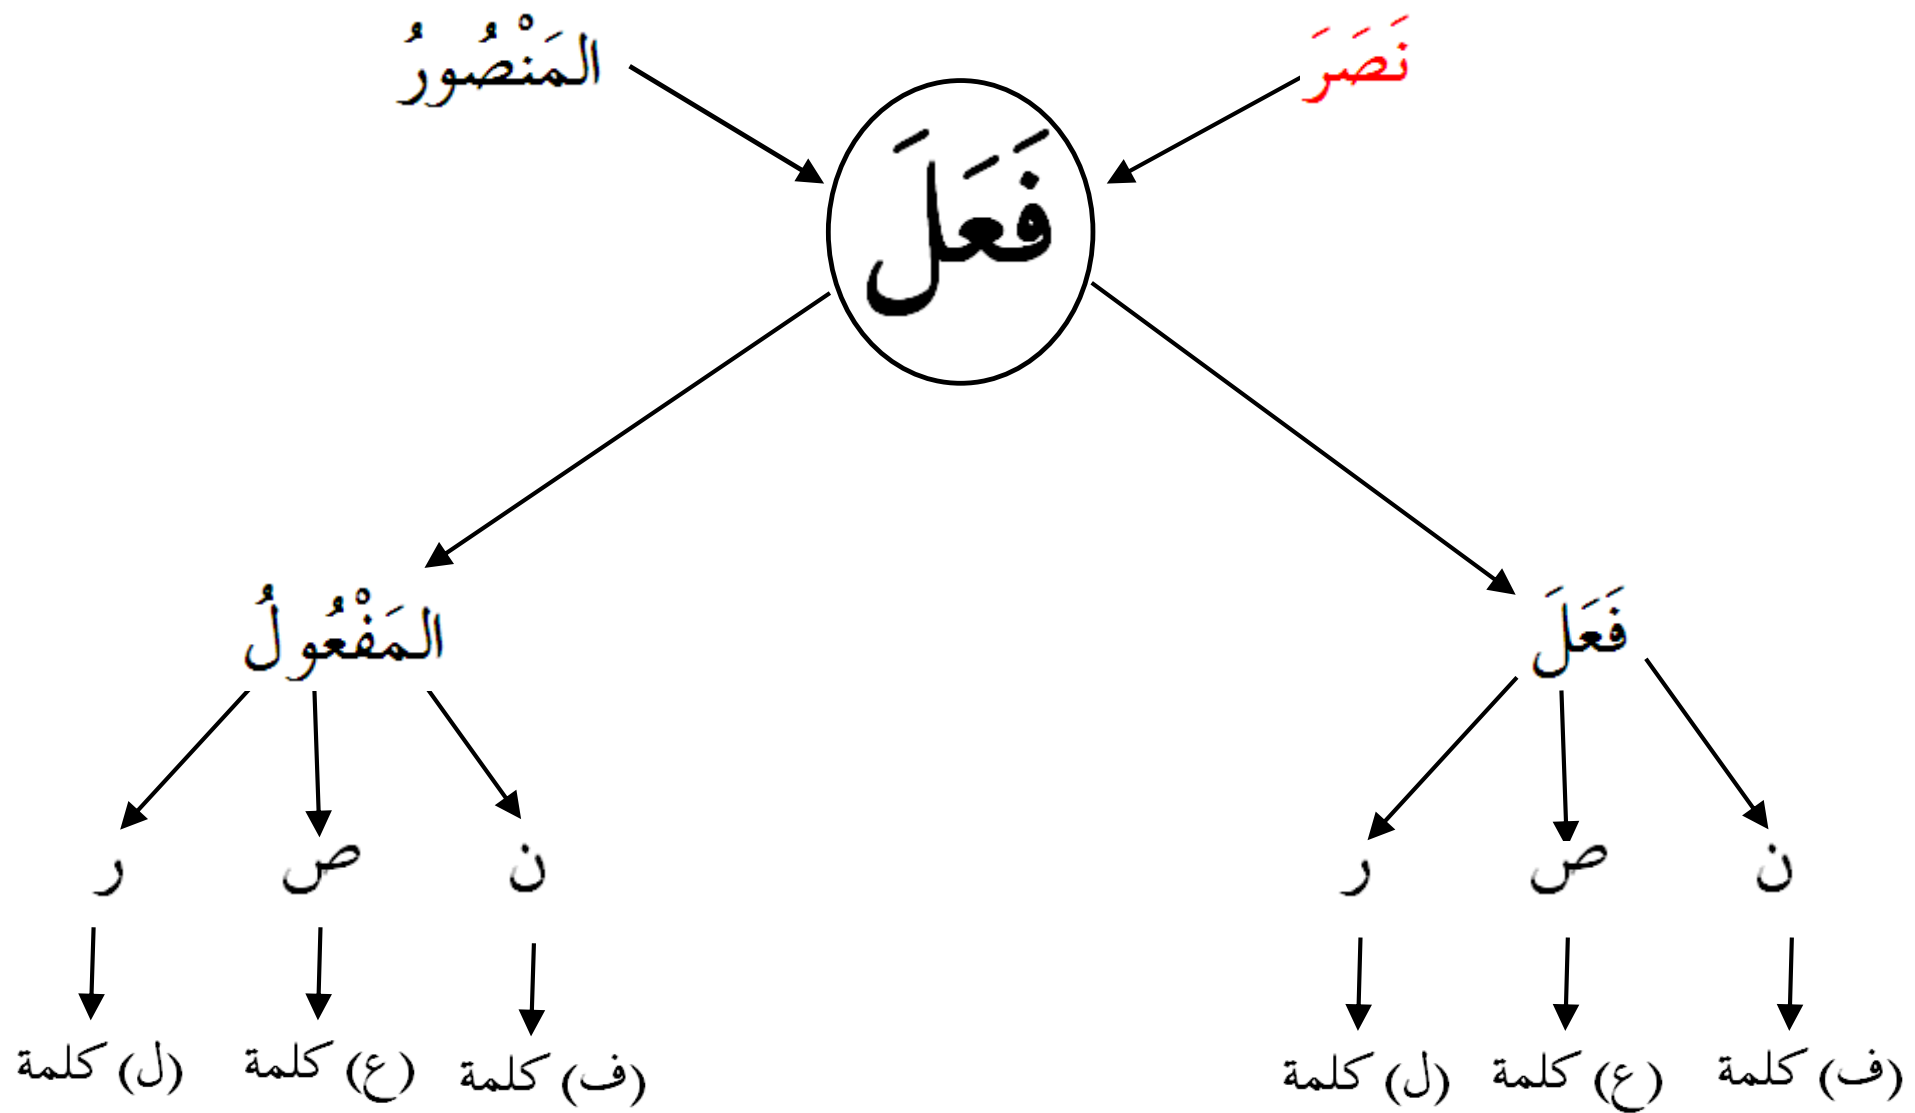 نَصَرَ
المَنْصُورُ
فَعَلَ
فَعَلَ
المَفْعُولُ
ن
ص
ر
ن
ص
ر
(ف) كلمة
(ع) كلمة
(ل) كلمة
(ف) كلمة
(ع) كلمة
(ل) كلمة